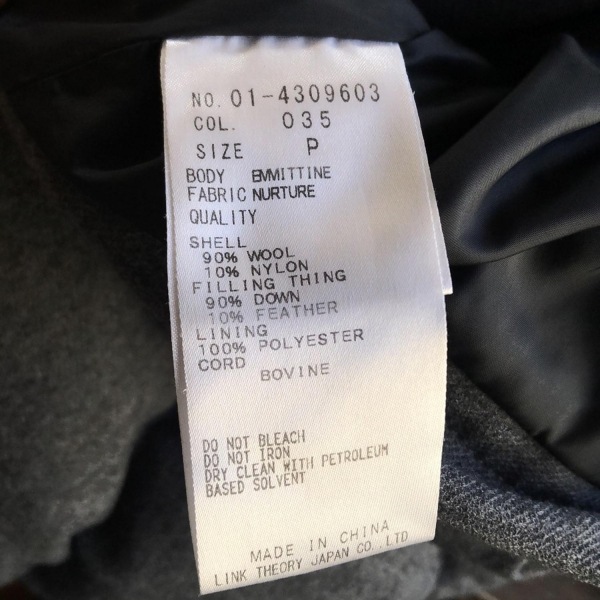 NO. 01-4309603
COL. 035
SIZE P
BODY EMMITTINE
FABRIC NURTURE
QUALITY
SHELL
90% WOOL
10% NYLON
FILLING THING
90% DOWN
10% FEATHER
LINING
100% POLYESTER
CORD
BOVINE
DO NOT BLEACH
DO NOT IRON
DRY CLEAN WITH PETROLEUM
BASED SOLVENT
MADE IN CHINA
LINK THEORY JAPAN CO.,LTD